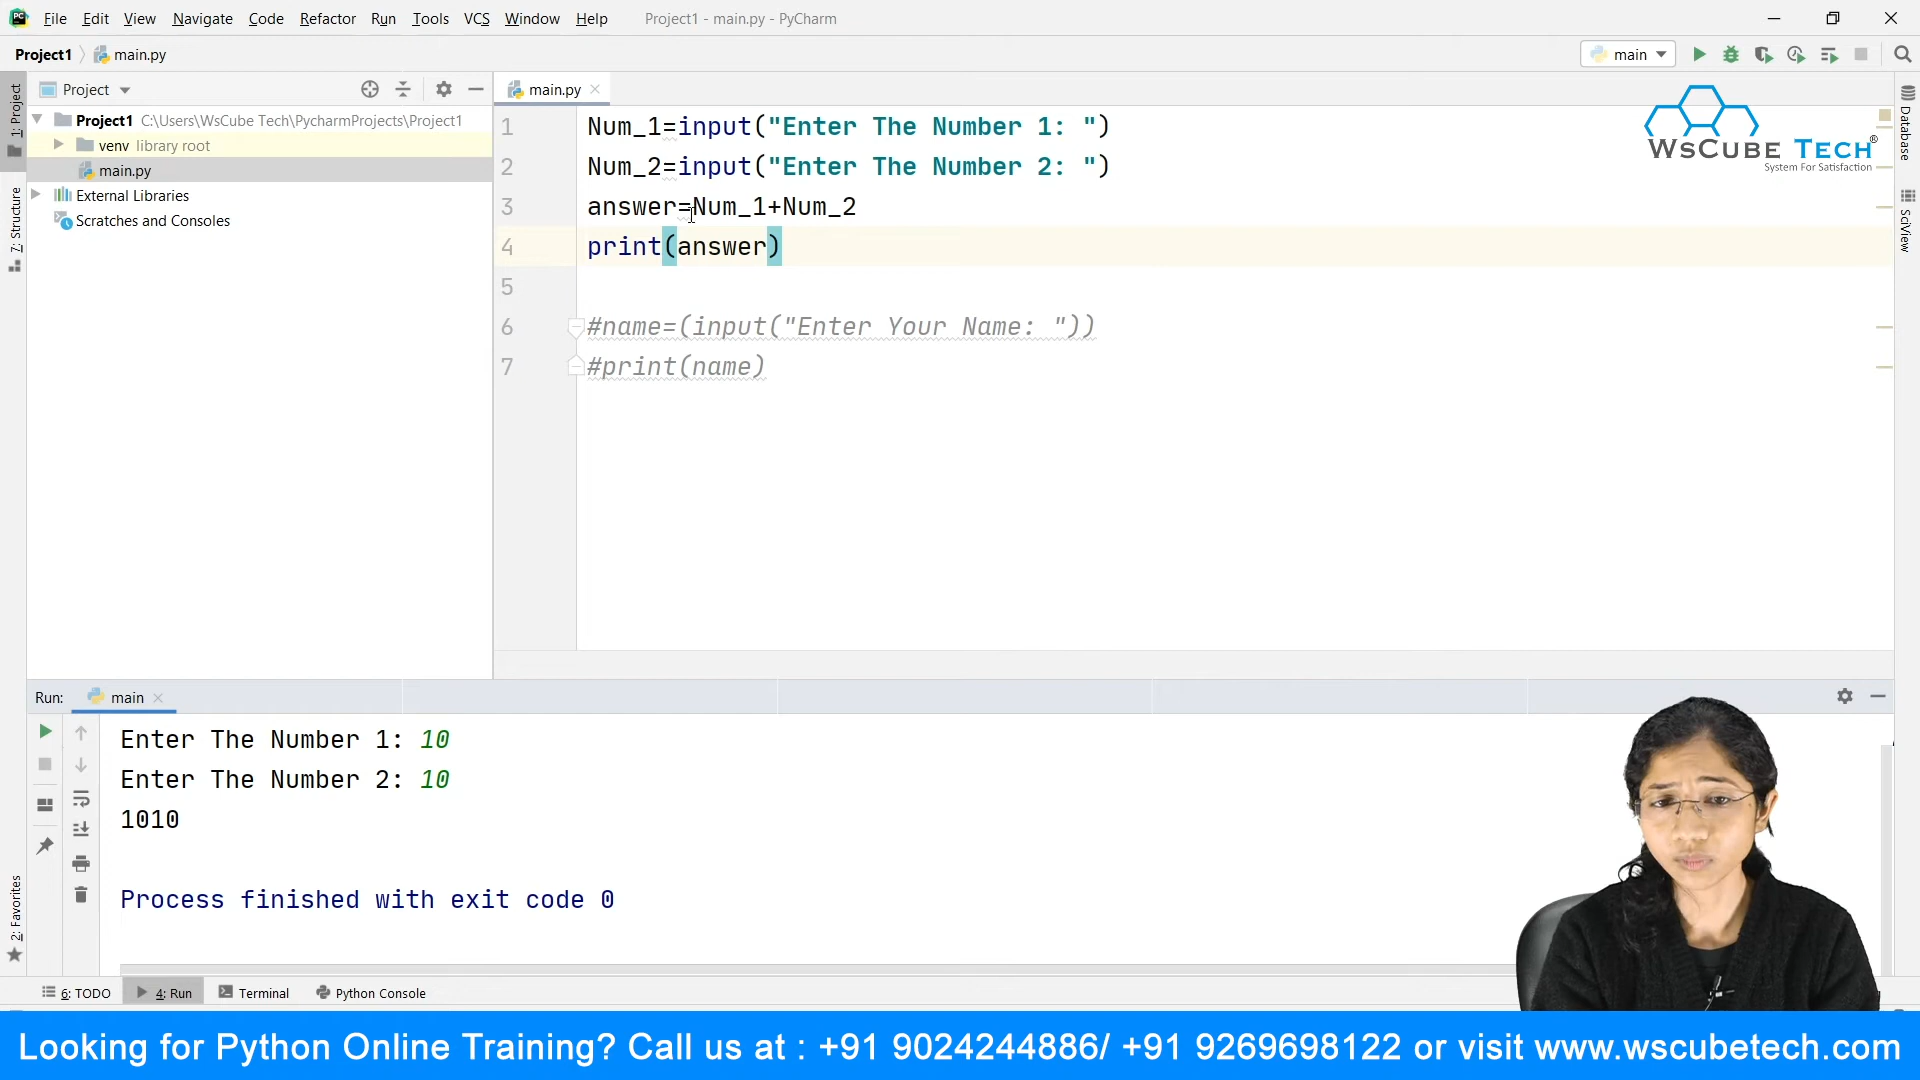 File Edit View Navigate Code Refactor Run Tools VCS Window Help Project1 - main.py - PyCharm
Project1 main.py main
1: Project
Project
main.py
Project1 C:\Users\WsCube Tech\PycharmProjects\Project1
venv library root
main.py
External Libraries
Scratches and Consoles
7: Structure
1 Num_1=input("Enter The Number 1: ")
2 Num_2=input("Enter The Number 2: ")
3 answer=Num_1+Num_2
4 print(answer)
5
6 #name=(input("Enter Your Name: "))
7 #print(name)
WsCube Tech®
System For Satisfaction
Database
SciView
Run: main
Enter The Number 1: 10
Enter The Number 2: 10
1010
Process finished with exit code 0
2: Favorites
6: TODO 4: Run Terminal Python Console
Looking for Python Online Training? Call us at : +91 9024244886/ +91 9269698122 or visit www.wscubetech.com